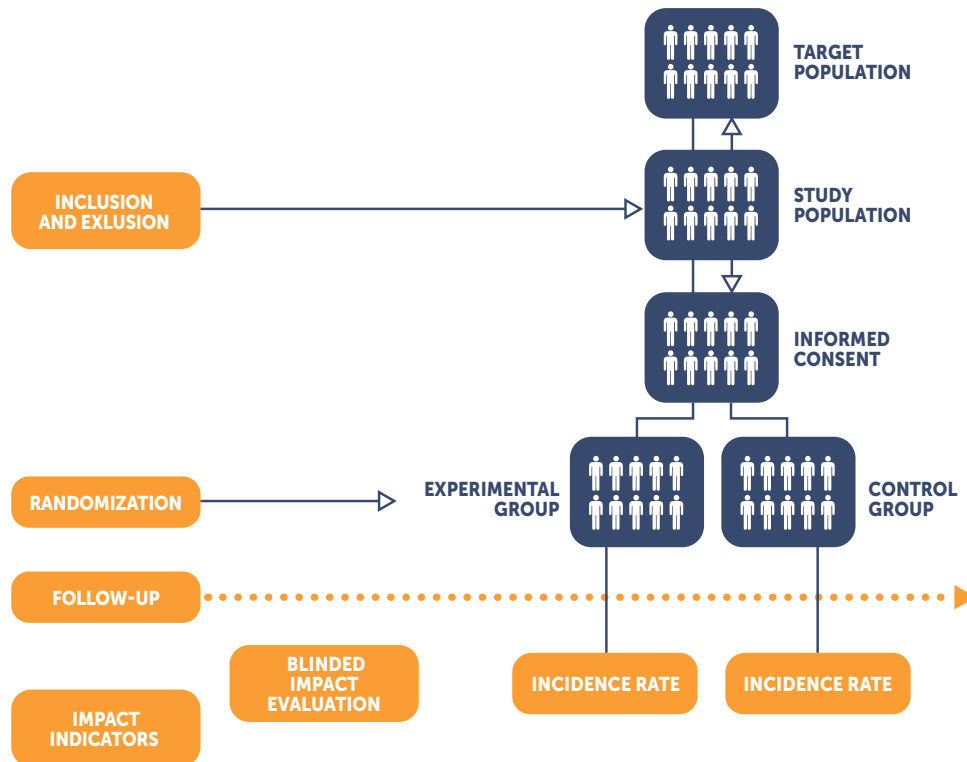 TARGET
POPULATION
INCLUSION
AND EXLUSION
STUDY
POPULATION
INFORMED
CONSENT
RANDOMIZATION
EXPERIMENTAL
GROUP
CONTROL
GROUP
FOLLOW-UP
BLINDED
IMPACT
EVALUATION
INCIDENCE RATE
INCIDENCE RATE
IMPACT
INDICATORS